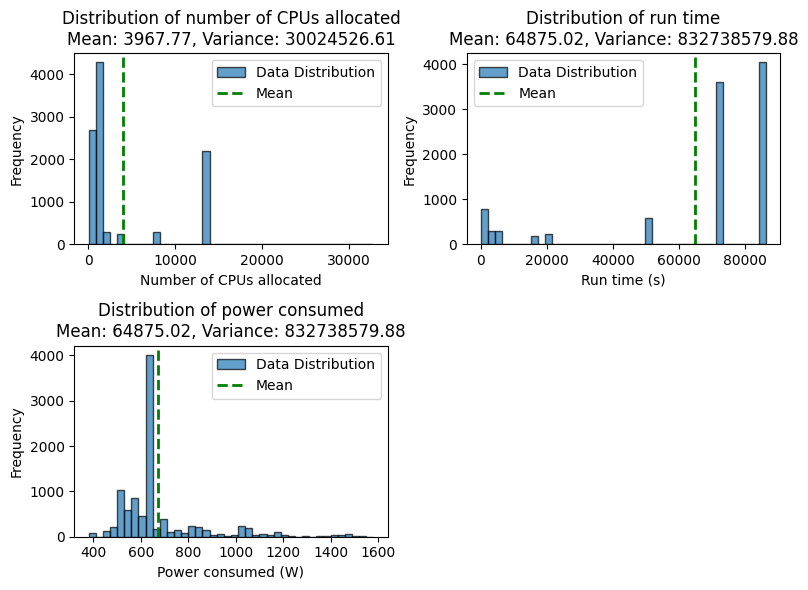 Distribution of number of CPUs allocated
Mean: 3967.77, Variance: 30024526.61
Frequency
4000
3000
2000
1000
0
Data Distribution
Mean
0
10000
20000
30000
Number of CPUs allocated
Distribution of run time
Mean: 64875.02, Variance: 832738579.88
Frequency
4000
3000
2000
1000
0
Data Distribution
Mean
0
20000
40000
60000
80000
Run time (s)
Distribution of power consumed
Mean: 64875.02, Variance: 832738579.88
Frequency
4000
3000
2000
1000
0
Data Distribution
Mean
400
600
800
1000
1200
1400
1600
Power consumed (W)